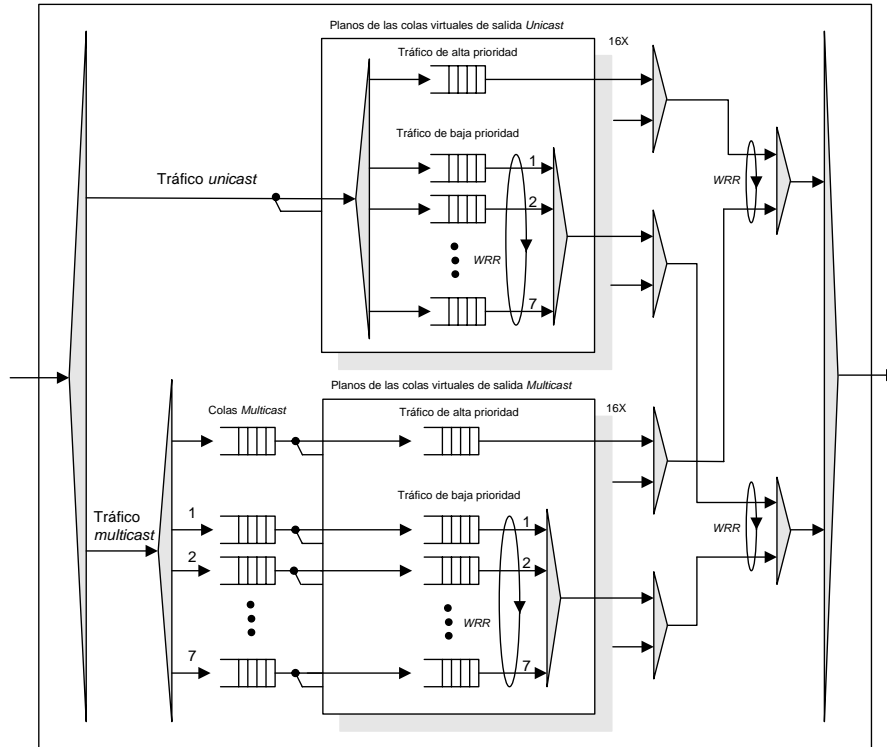 Planos de las colas virtuales de salida Unicast
16X
Tráfico de alta prioridad
Tráfico de baja prioridad
1
2
WRR
7
Tráfico unicast
WRR
Planos de las colas virtuales de salida Multicast
16X
Colas Multicast
Tráfico de alta prioridad
Tráfico de baja prioridad
Tráfico
multicast
1
2
7
1
2
WRR
7
WRR